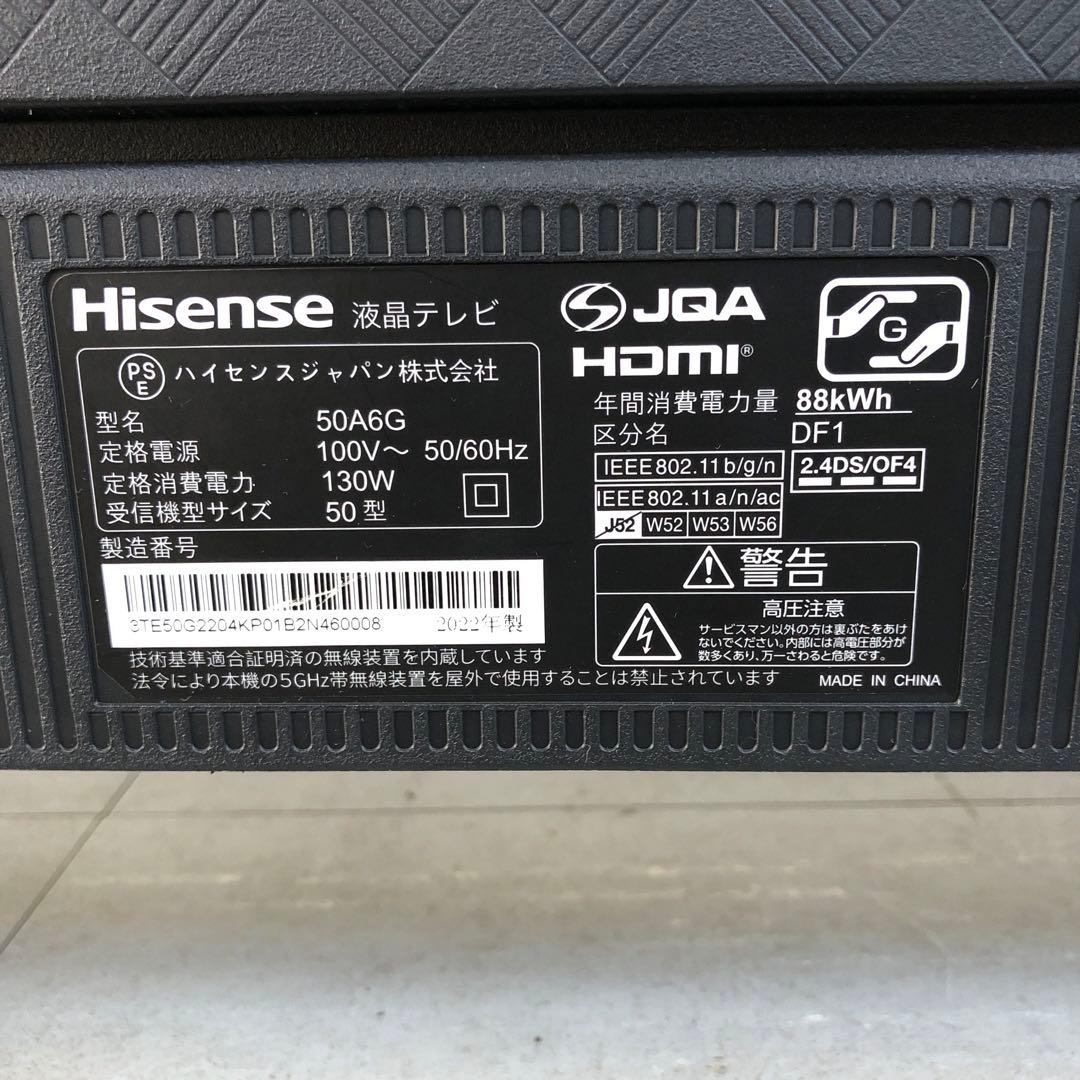 Hisense 液晶テレビ
PSE ハイセンスジャパン株式会社
型名 50A6G
定格電源 100V～ 50/60Hz
定格消費電力 130W
受信機型サイズ 50型
製造番号
3TE50G2204KP01B2N460008 2022年製
技術基準適合証明済の無線装置を内蔵しています
法令により本機の5GHz帯無線装置を屋外で使用することは禁止されています
JQA
HDMI®
G
年間消費電力量 88kWh
区分名 DF1
IEEE802.11b/g/n
2.4DS/OF4
IEEE802.11a/n/ac
J52 W52 W53 W56
警告
高圧注意
サービスマン以外の方は裏ぶたをあけ
ないでください。内部には高電圧部分が
数多くあり、万一さわると危険です。
MADE IN CHINA